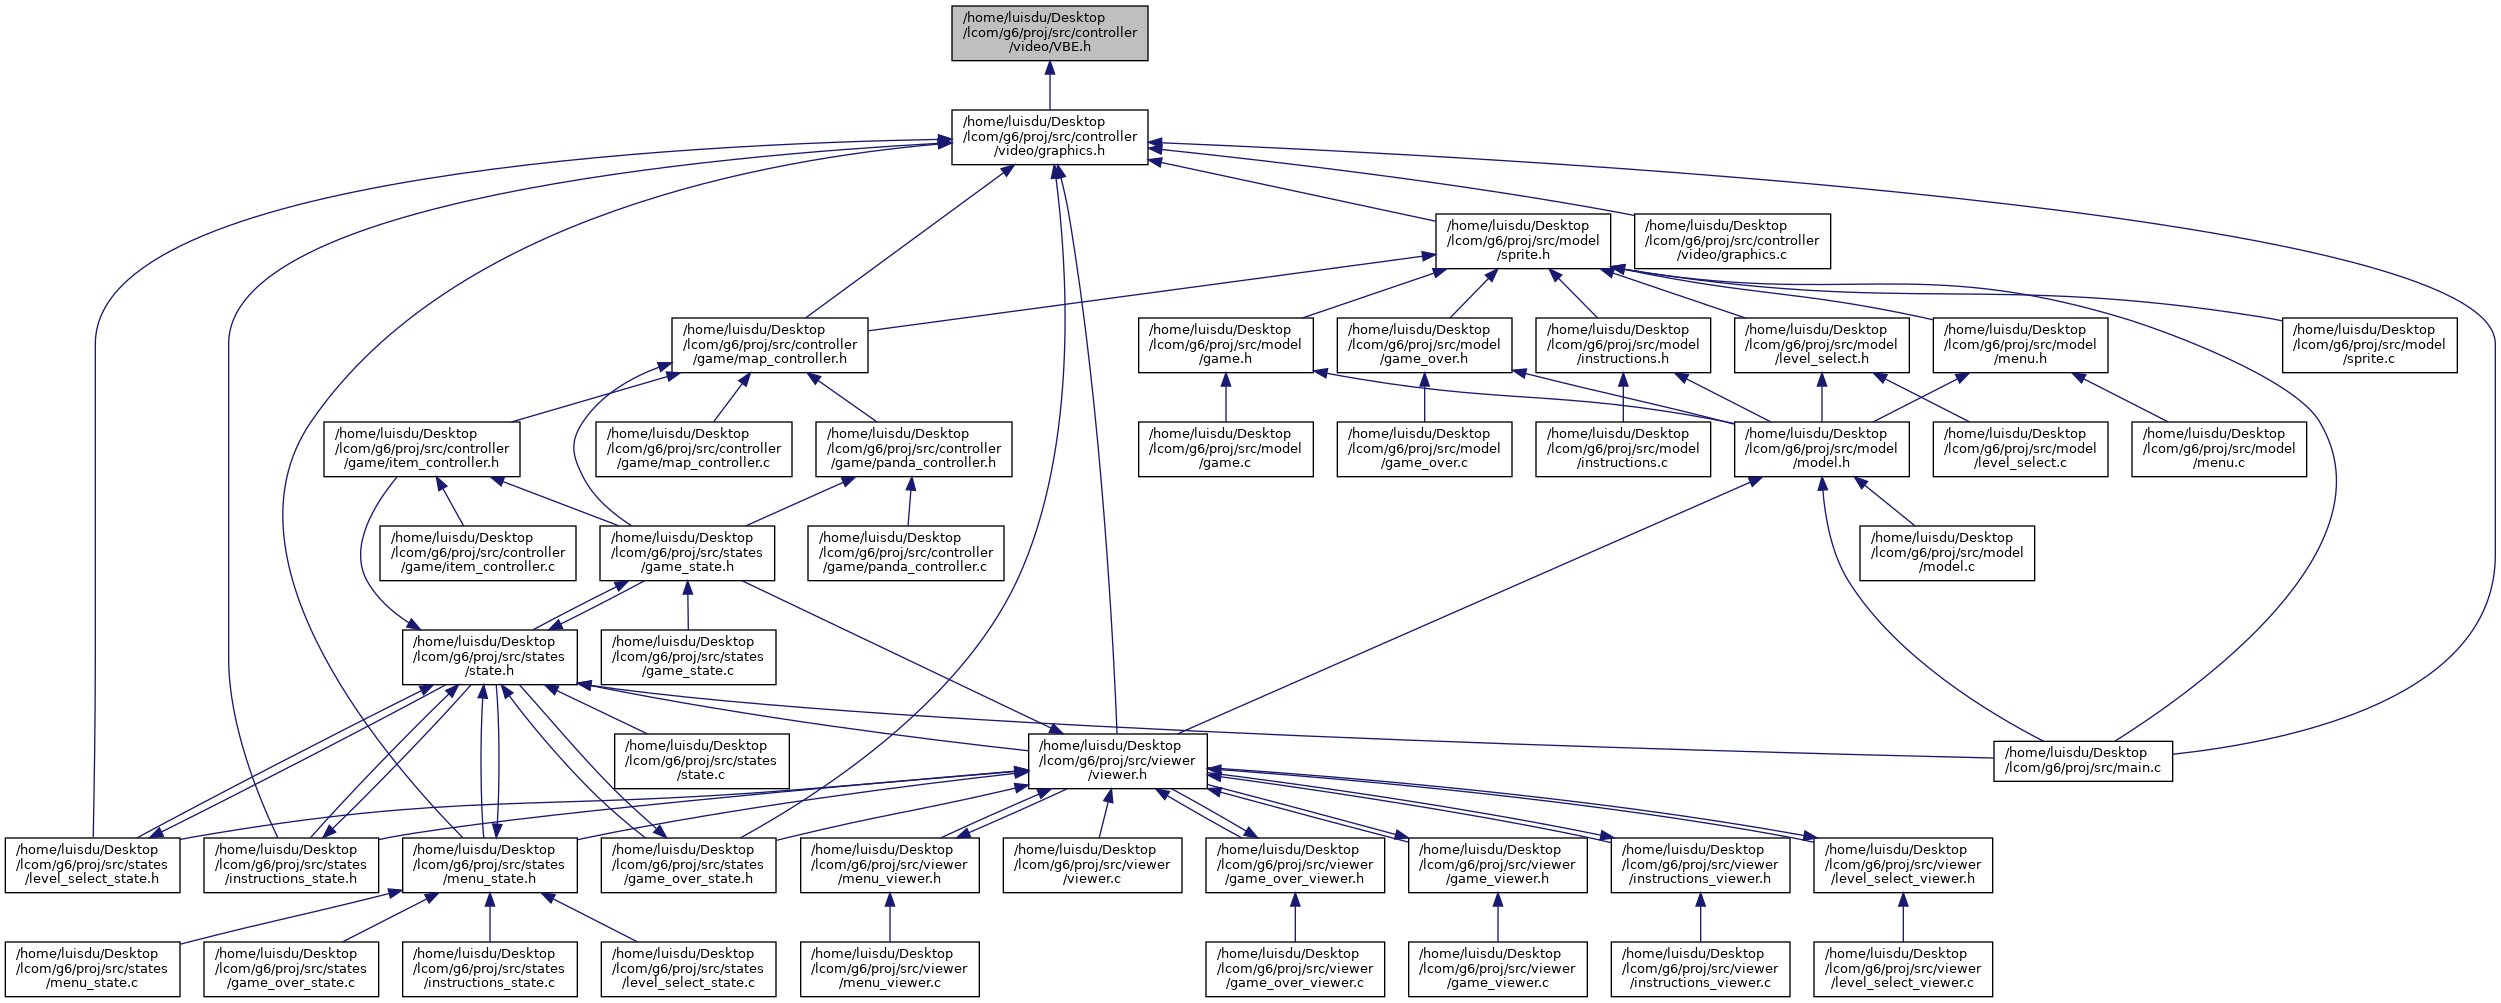 /home/luisdu/Desktop
/lcom/g6/proj/src/controller
/video/VBE.h
/home/luisdu/Desktop
/lcom/g6/proj/src/controller
/video/graphics.h
/home/luisdu/Desktop
/lcom/g6/proj/src/model
/sprite.h
/home/luisdu/Desktop
/lcom/g6/proj/src/controller
/video/graphics.c
/home/luisdu/Desktop
/lcom/g6/proj/src/controller
/game/map_controller.h
/home/luisdu/Desktop
/lcom/g6/proj/src/model
/game.h
/home/luisdu/Desktop
/lcom/g6/proj/src/model
/game_over.h
/home/luisdu/Desktop
/lcom/g6/proj/src/model
/instructions.h
/home/luisdu/Desktop
/lcom/g6/proj/src/model
/level_select.h
/home/luisdu/Desktop
/lcom/g6/proj/src/model
/menu.h
/home/luisdu/Desktop
/lcom/g6/proj/src/model
/sprite.c
/home/luisdu/Desktop
/lcom/g6/proj/src/controller
/game/item_controller.h
/home/luisdu/Desktop
/lcom/g6/proj/src/controller
/game/map_controller.c
/home/luisdu/Desktop
/lcom/g6/proj/src/controller
/game/panda_controller.h
/home/luisdu/Desktop
/lcom/g6/proj/src/model
/game.c
/home/luisdu/Desktop
/lcom/g6/proj/src/model
/game_over.c
/home/luisdu/Desktop
/lcom/g6/proj/src/model
/instructions.c
/home/luisdu/Desktop
/lcom/g6/proj/src/model
/model.h
/home/luisdu/Desktop
/lcom/g6/proj/src/model
/level_select.c
/home/luisdu/Desktop
/lcom/g6/proj/src/model
/menu.c
/home/luisdu/Desktop
/lcom/g6/proj/src/controller
/game/item_controller.c
/home/luisdu/Desktop
/lcom/g6/proj/src/states
/game_state.h
/home/luisdu/Desktop
/lcom/g6/proj/src/controller
/game/panda_controller.c
/home/luisdu/Desktop
/lcom/g6/proj/src/model
/model.c
/home/luisdu/Desktop
/lcom/g6/proj/src/states
/state.h
/home/luisdu/Desktop
/lcom/g6/proj/src/states
/game_state.c
/home/luisdu/Desktop
/lcom/g6/proj/src/states
/state.c
/home/luisdu/Desktop
/lcom/g6/proj/src/viewer
/viewer.h
/home/luisdu/Desktop
/lcom/g6/proj/src/main.c
/home/luisdu/Desktop
/lcom/g6/proj/src/states
/level_select_state.h
/home/luisdu/Desktop
/lcom/g6/proj/src/states
/instructions_state.h
/home/luisdu/Desktop
/lcom/g6/proj/src/states
/menu_state.h
/home/luisdu/Desktop
/lcom/g6/proj/src/states
/game_over_state.h
/home/luisdu/Desktop
/lcom/g6/proj/src/viewer
/menu_viewer.h
/home/luisdu/Desktop
/lcom/g6/proj/src/viewer
/viewer.c
/home/luisdu/Desktop
/lcom/g6/proj/src/viewer
/game_over_viewer.h
/home/luisdu/Desktop
/lcom/g6/proj/src/viewer
/game_viewer.h
/home/luisdu/Desktop
/lcom/g6/proj/src/viewer
/instructions_viewer.h
/home/luisdu/Desktop
/lcom/g6/proj/src/viewer
/level_select_viewer.h
/home/luisdu/Desktop
/lcom/g6/proj/src/states
/menu_state.c
/home/luisdu/Desktop
/lcom/g6/proj/src/states
/game_over_state.c
/home/luisdu/Desktop
/lcom/g6/proj/src/states
/instructions_state.c
/home/luisdu/Desktop
/lcom/g6/proj/src/states
/level_select_state.c
/home/luisdu/Desktop
/lcom/g6/proj/src/viewer
/menu_viewer.c
/home/luisdu/Desktop
/lcom/g6/proj/src/viewer
/game_over_viewer.c
/home/luisdu/Desktop
/lcom/g6/proj/src/viewer
/game_viewer.c
/home/luisdu/Desktop
/lcom/g6/proj/src/viewer
/instructions_viewer.c
/home/luisdu/Desktop
/lcom/g6/proj/src/viewer
/level_select_viewer.c